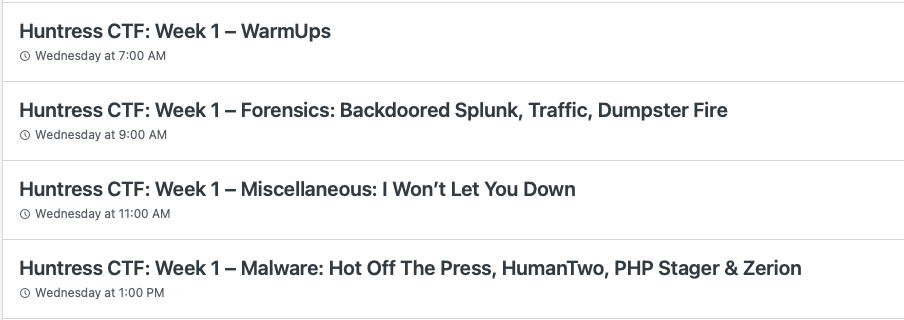 Huntress CTF: Week 1 – WarmUps
Wednesday at 7:00 AM
Huntress CTF: Week 1 – Forensics: Backdoored Splunk, Traffic, Dumpster Fire
Wednesday at 9:00 AM
Huntress CTF: Week 1 – Miscellaneous: I Won’t Let You Down
Wednesday at 11:00 AM
Huntress CTF: Week 1 – Malware: Hot Off The Press, HumanTwo, PHP Stager & Zerion
Wednesday at 1:00 PM